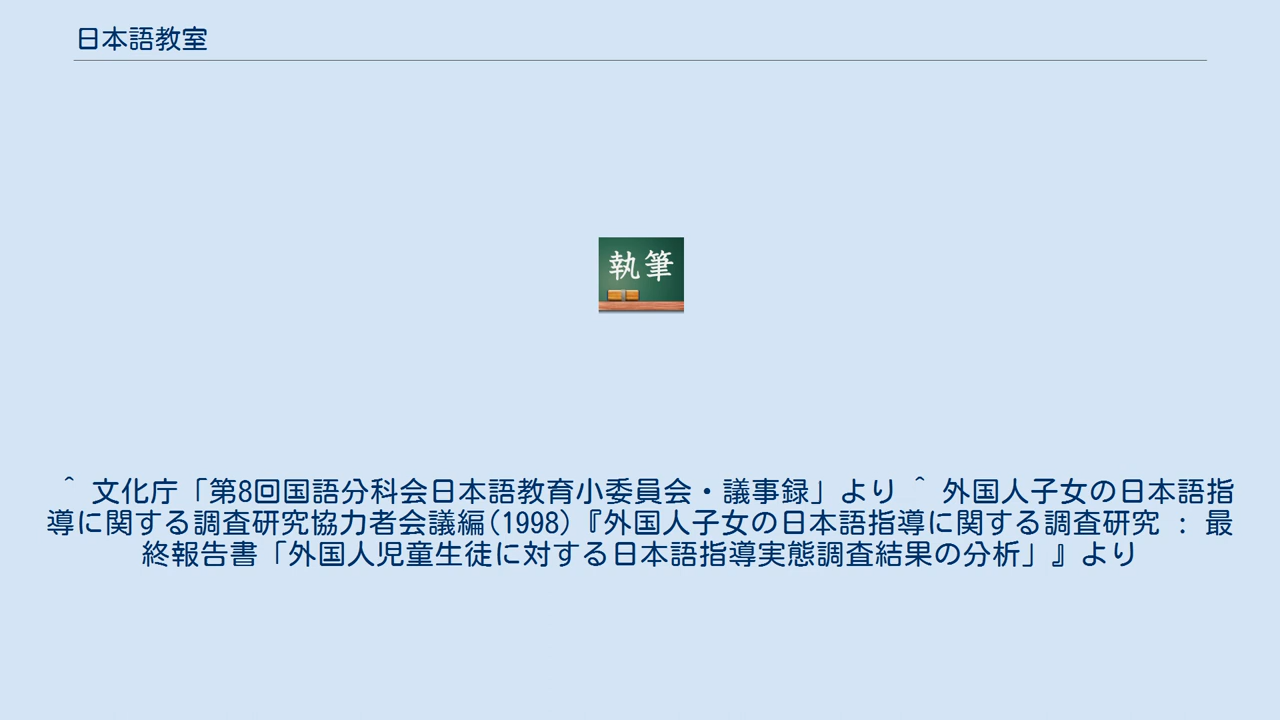 日本語教室
執筆
^ 文化庁「第8回国語分科会日本語教育小委員会・議事録」より ^ 外国人子女の日本語指
導に関する調査研究協力者会議編(1998)『外国人子女の日本語指導に関する調査研究 : 最
終報告書「外国人児童生徒に対する日本語指導実態調査結果の分析」』より